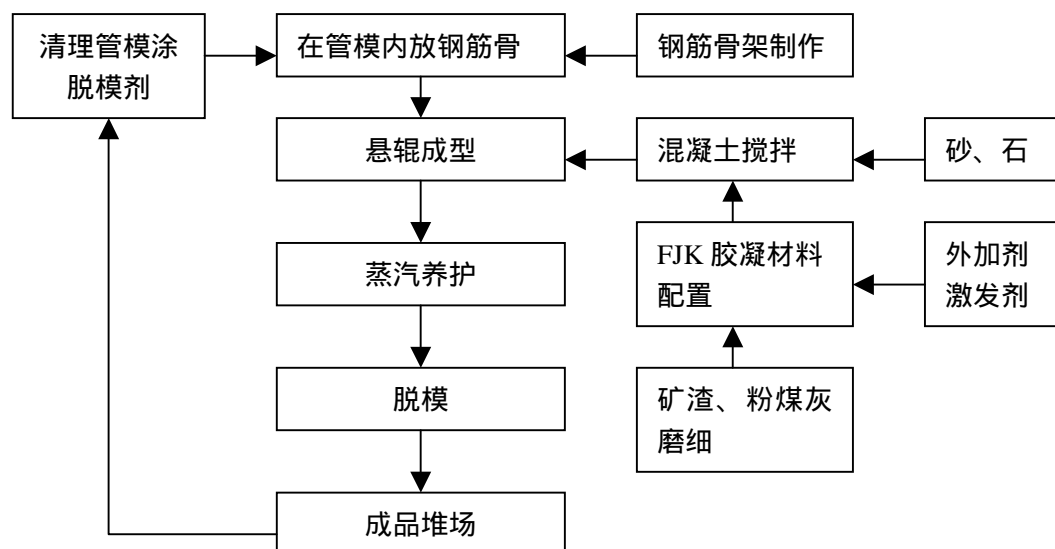 清理管模涂
脱模剂
在管模内放钢筋骨
钢筋骨架制作
悬辊成型
混凝土搅拌
砂、石
蒸汽养护
FJK 胶凝材料
配置
外加剂
激发剂
脱模
矿渣、粉煤灰
磨细
成品堆场